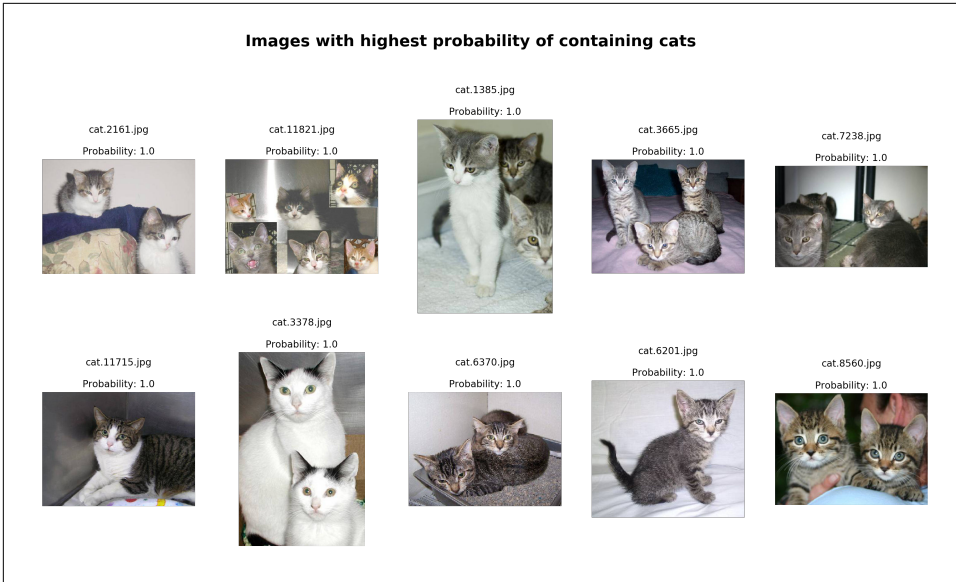 Images with highest probability of containing cats
cat.2161.jpg
Probability: 1.0
cat.11821.jpg
Probability: 1.0
cat.1385.jpg
Probability: 1.0
cat.3665.jpg
Probability: 1.0
cat.7238.jpg
Probability: 1.0
cat.11715.jpg
Probability: 1.0
cat.3378.jpg
Probability: 1.0
cat.6370.jpg
Probability: 1.0
cat.6201.jpg
Probability: 1.0
cat.8560.jpg
Probability: 1.0